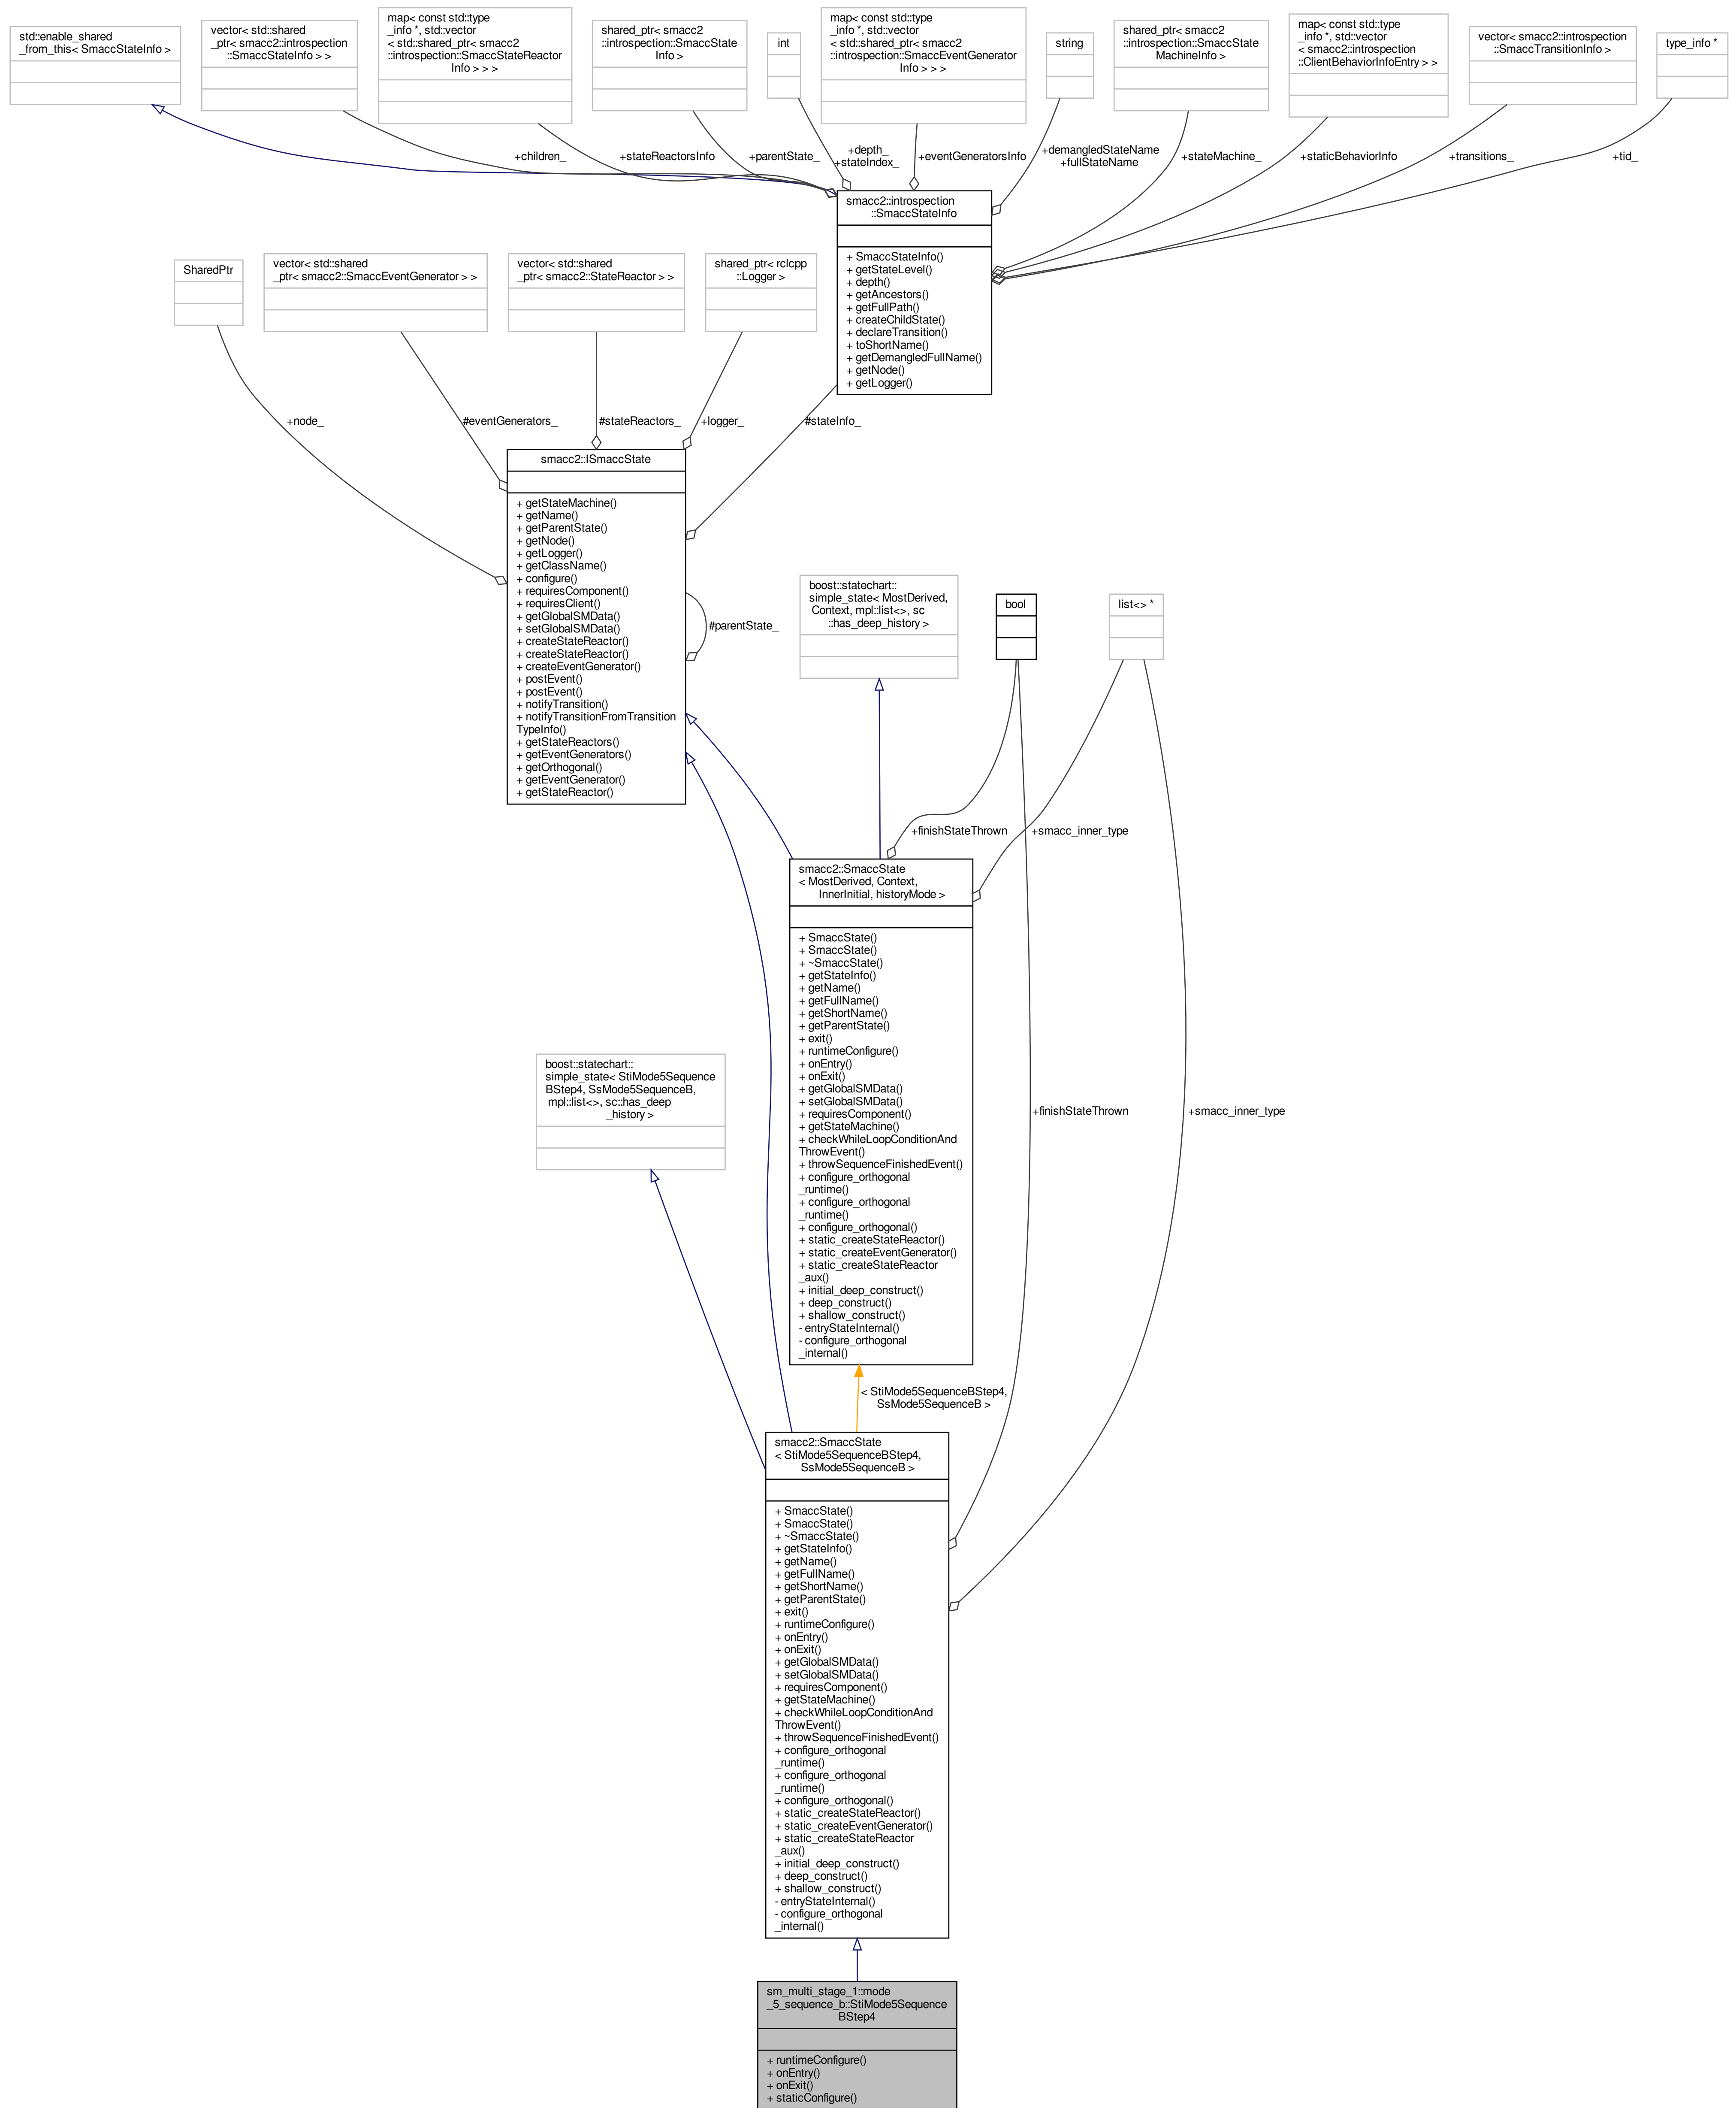 std::enable_shared
_from_this< SmaccStateInfo >
vector< std::shared
_ptr< smacc2::introspection
::SmaccStateInfo > >
map< const std::type
_info *, std::vector
< std::shared_ptr< smacc2
::introspection::SmaccStateReactor
Info > > >
shared_ptr< smacc2
::introspection::SmaccState
Info >
int
map< const std::type
_info *, std::vector
< std::shared_ptr< smacc2
::introspection::SmaccEventGenerator
Info > > >
string
shared_ptr< smacc2
::introspection::SmaccState
MachineInfo >
map< const std::type
_info *, std::vector
< smacc2::introspection
::ClientBehaviorInfoEntry > >
vector< smacc2::introspection
::SmaccTransitionInfo >
type_info *
+children_
+stateReactorsInfo
+parentState_
+depth_
+stateIndex_
+eventGeneratorsInfo
+demangledStateName
+fullStateName
+stateMachine_
+staticBehaviorInfo
+transitions_
+tid_
smacc2::introspection
::SmaccStateInfo
+ SmaccStateInfo()
+ getStateLevel()
+ depth()
+ getAncestors()
+ getFullPath()
+ createChildState()
+ declareTransition()
+ toShortName()
+ getDemangledFullName()
+ getNode()
+ getLogger()
SharedPtr
vector< std::shared
_ptr< smacc2::SmaccEventGenerator > >
vector< std::shared
_ptr< smacc2::StateReactor > >
shared_ptr< rclcpp
::Logger >
+node_
#eventGenerators_
#stateReactors_
+logger_
#stateInfo_
smacc2::ISmaccState
+ getStateMachine()
+ getName()
+ getParentState()
+ getNode()
+ getLogger()
+ getClassName()
+ configure()
+ requiresComponent()
+ requiresClient()
+ getGlobalSMData()
+ setGlobalSMData()
+ createStateReactor()
+ createStateReactor()
+ createEventGenerator()
+ postEvent()
+ postEvent()
+ notifyTransition()
+ notifyTransitionFromTransition
TypeInfo()
+ getStateReactors()
+ getEventGenerators()
+ getOrthogonal()
+ getEventGenerator()
+ getStateReactor()
#parentState_
boost::statechart::
simple_state< MostDerived,
Context, mpl::list<>, sc
::has_deep_history >
bool
list<> *
+finishStateThrown
+smacc_inner_type
smacc2::SmaccState
< MostDerived, Context,
InnerInitial, historyMode >
+ SmaccState()
+ SmaccState()
+ ~SmaccState()
+ getStateInfo()
+ getName()
+ getFullName()
+ getShortName()
+ getParentState()
+ exit()
+ runtimeConfigure()
+ onEntry()
+ onExit()
+ getGlobalSMData()
+ setGlobalSMData()
+ requiresComponent()
+ getStateMachine()
+ checkWhileLoopConditionAnd
ThrowEvent()
+ throwSequenceFinishedEvent()
+ configure_orthogonal
_runtime()
+ configure_orthogonal
_runtime()
+ configure_orthogonal()
+ static_createStateReactor()
+ static_createEventGenerator()
+ static_createStateReactor
_aux()
+ initial_deep_construct()
+ deep_construct()
+ shallow_construct()
- entryStateInternal()
- configure_orthogonal
_internal()
boost::statechart::
simple_state< StiMode5Sequence
BStep4, SsMode5SequenceB,
mpl::list<>, sc::has_deep
_history >
+finishStateThrown
+smacc_inner_type
< StiMode5SequenceBStep4,
SsMode5SequenceB >
smacc2::SmaccState
< StiMode5SequenceBStep4,
SsMode5SequenceB >
+ SmaccState()
+ SmaccState()
+ ~SmaccState()
+ getStateInfo()
+ getName()
+ getFullName()
+ getShortName()
+ getParentState()
+ exit()
+ runtimeConfigure()
+ onEntry()
+ onExit()
+ getGlobalSMData()
+ setGlobalSMData()
+ requiresComponent()
+ getStateMachine()
+ checkWhileLoopConditionAnd
ThrowEvent()
+ throwSequenceFinishedEvent()
+ configure_orthogonal
_runtime()
+ configure_orthogonal
_runtime()
+ configure_orthogonal()
+ static_createStateReactor()
+ static_createEventGenerator()
+ static_createStateReactor
_aux()
+ initial_deep_construct()
+ deep_construct()
+ shallow_construct()
- entryStateInternal()
- configure_orthogonal
_internal()
sm_multi_stage_1::mode
_5_sequence_b::StiMode5Sequence
BStep4
+ runtimeConfigure()
+ onEntry()
+ onExit()
+ staticConfigure()